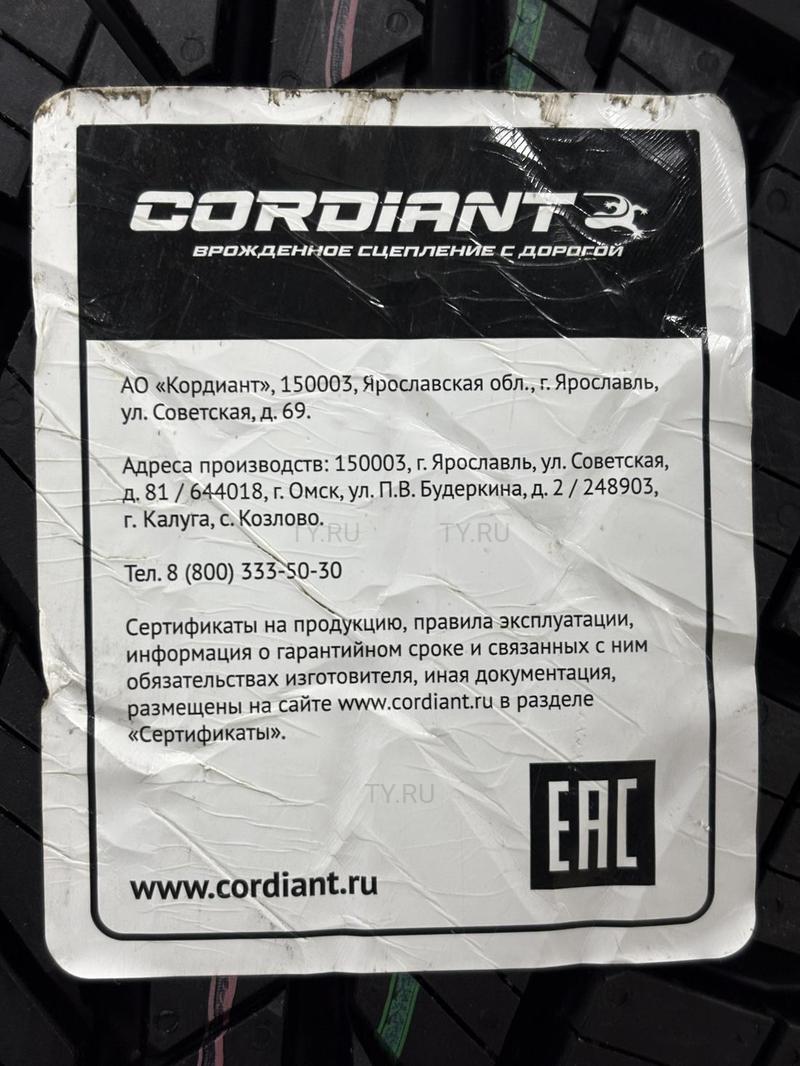 CORDIANT
ВРОЖДЕННОЕ СЦЕПЛЕНИЕ С ДОРОГОЙ
АО «Кордиант», 150003, Ярославская обл., г. Ярославль,
ул. Советская, д. 69.
Адреса производств: 150003, г. Ярославль, ул. Советская,
д. 81 / 644018, г. Омск, ул. П.В. Будеркина, д. 2 / 248903,
г. Калуга, с. Козлово.
TY.RU TY.RU
Тел. 8 (800) 333-50-30
Сертификаты на продукцию, правила эксплуатации,
информация о гарантийном сроке и связанных с ним
обязательствах изготовителя, иная документация,
размещены на сайте www.cordiant.ru в разделе
«Сертификаты».
TY.RU
EAC
www.cordiant.ru